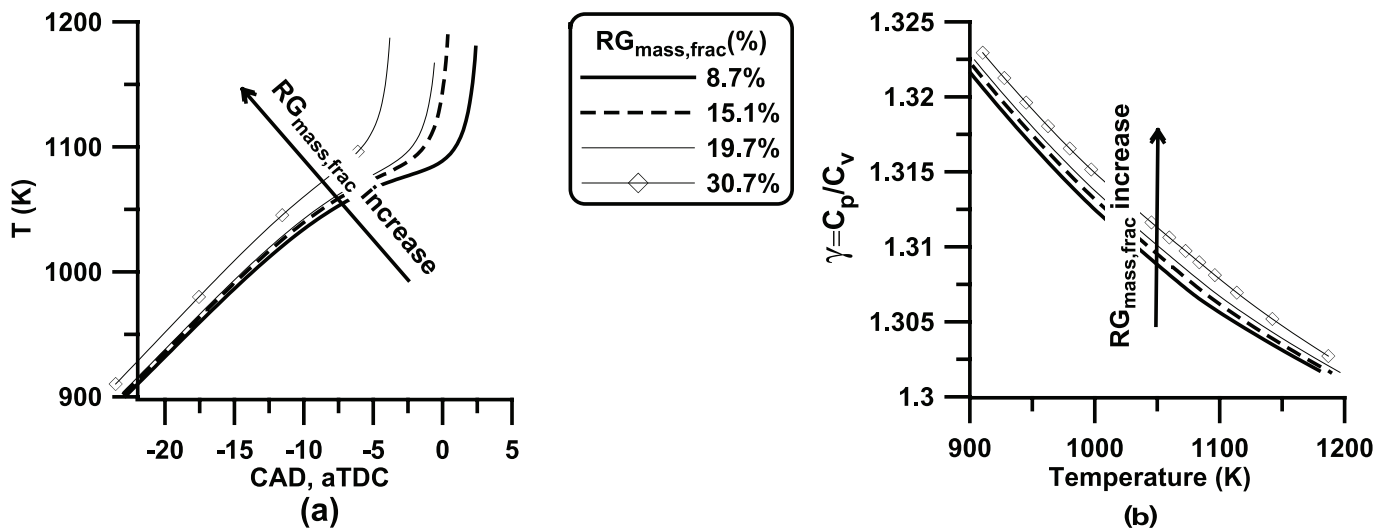 1200
1100
1000
900
T (K)
-20 -15 -10 -5 0 5
CAD, aTDC
(a)
RGmass,frac increase
RGmass,frac(%)
8.7%
15.1%
19.7%
30.7%
1.325
1.32
1.315
1.31
1.305
1.3
γ=Cp/Cv
RGmass,frac increase
900 1000 1100 1200
Temperature (K)
(b)